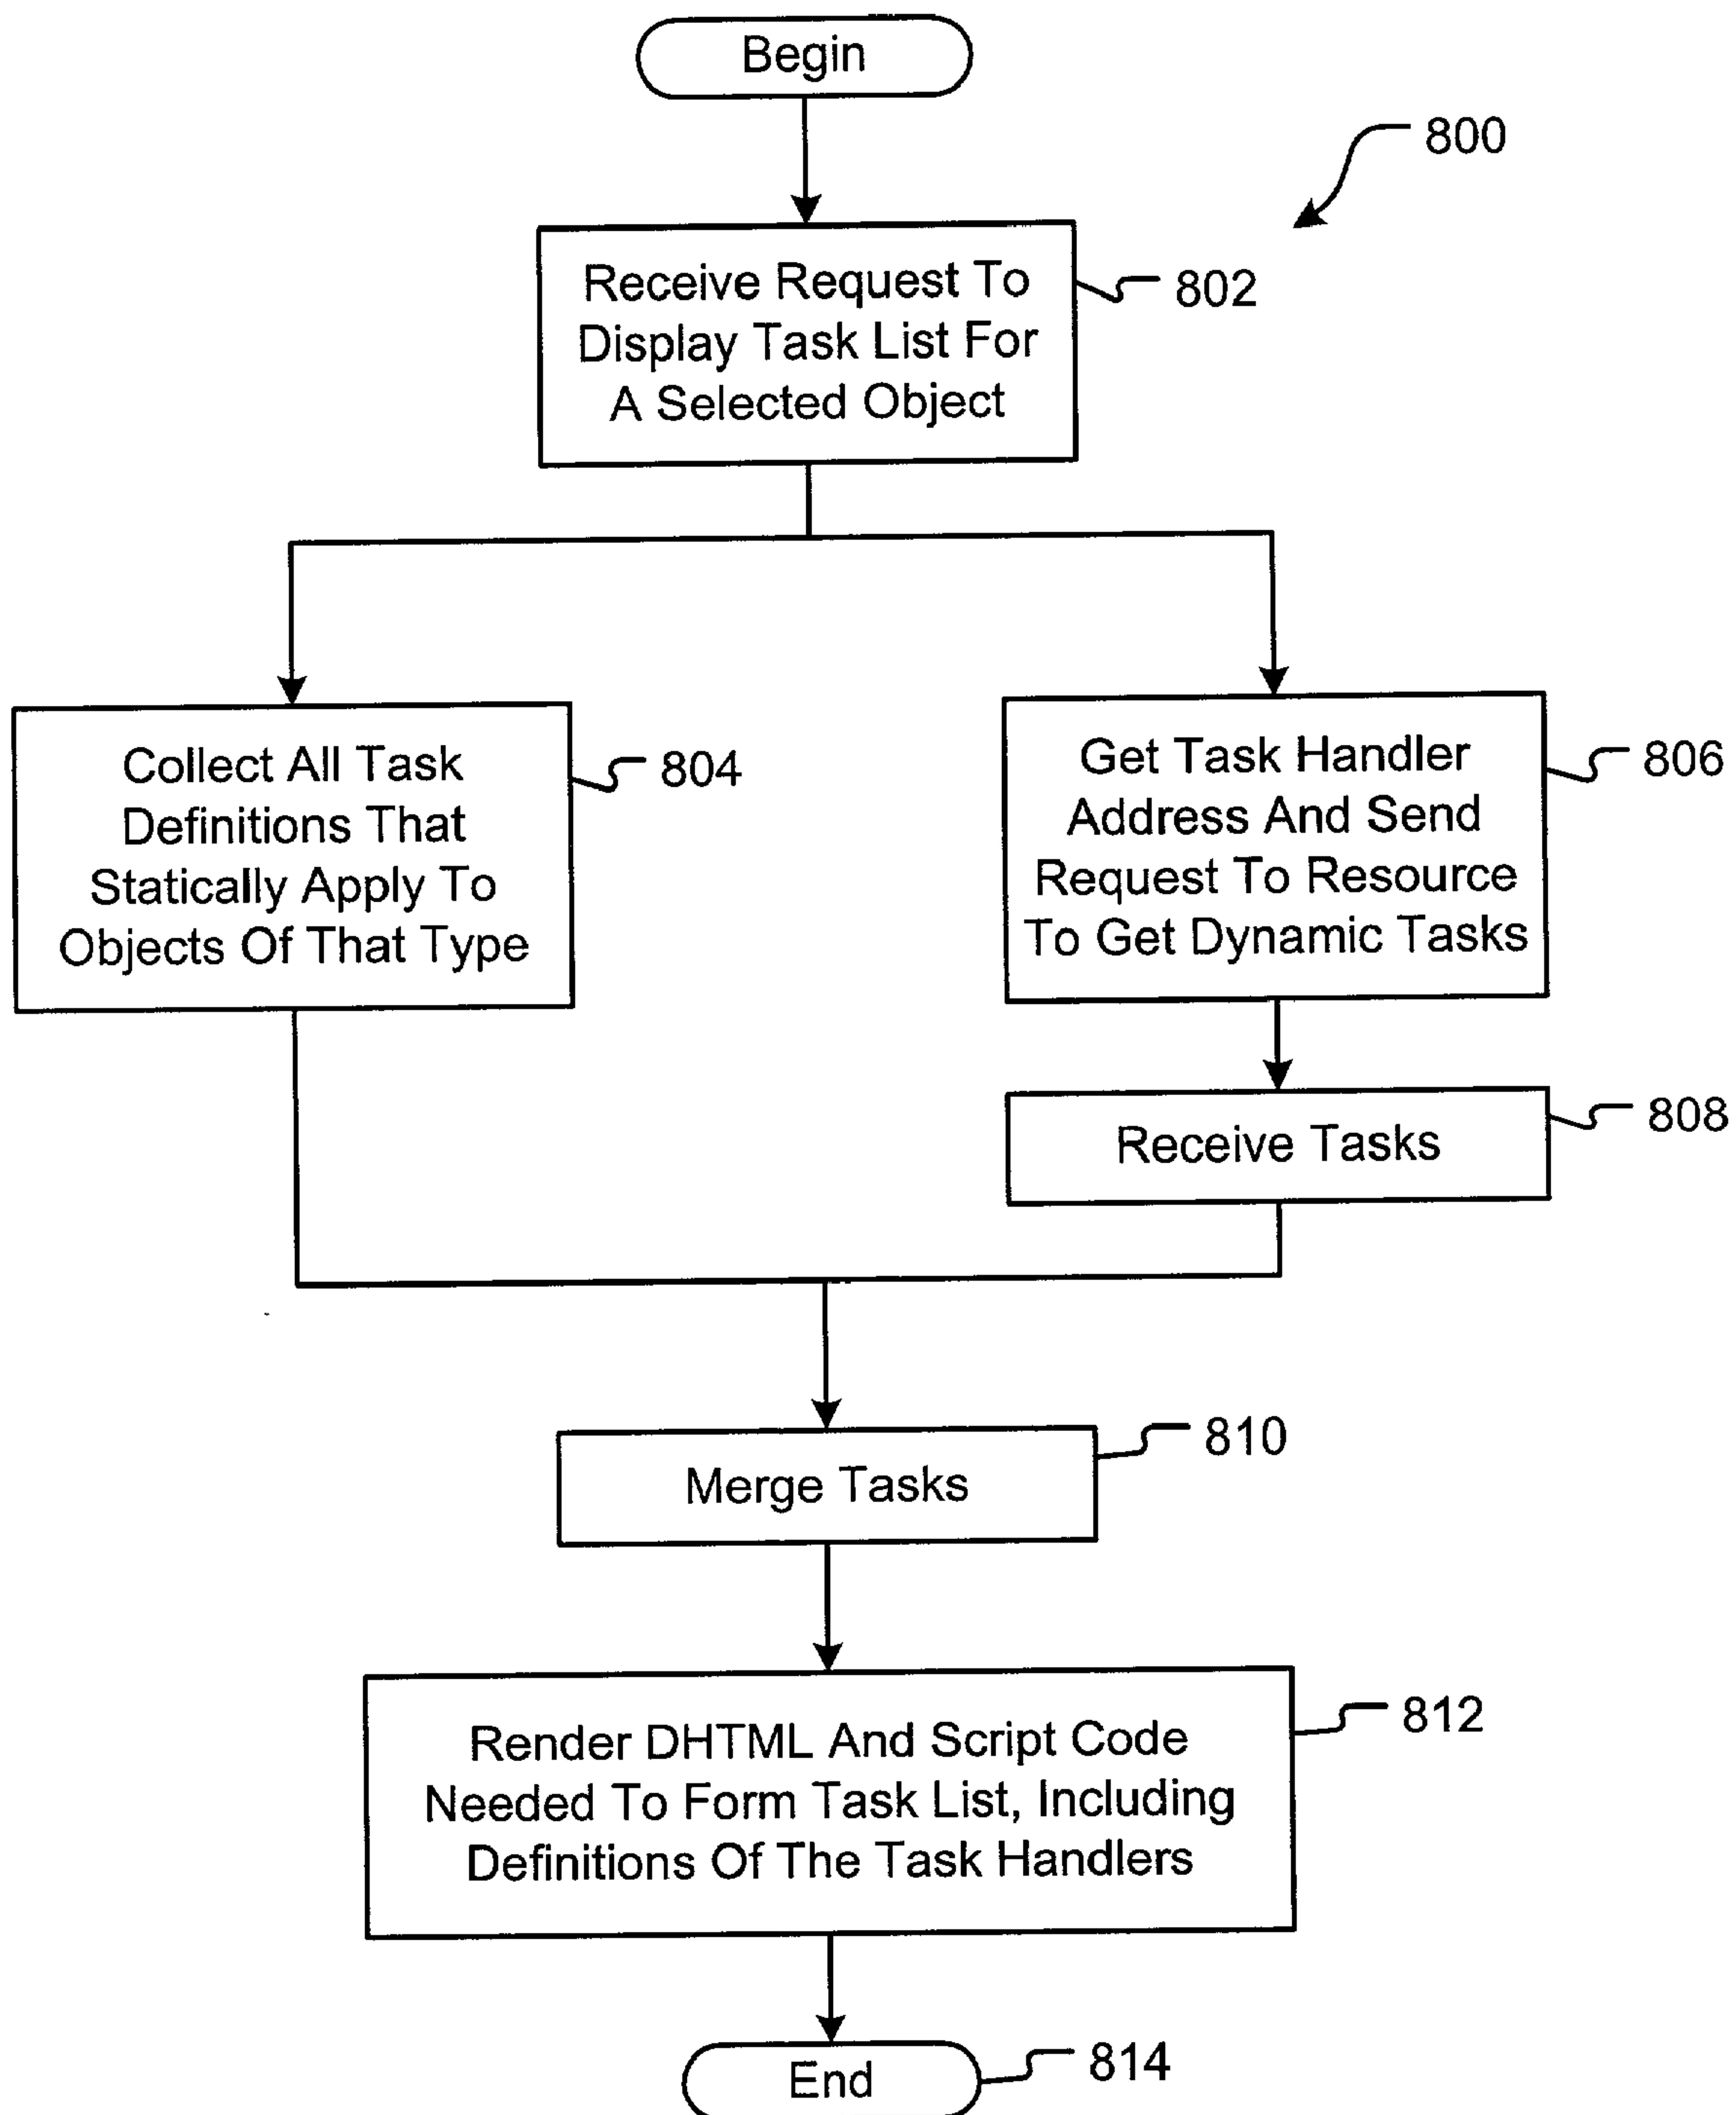 Begin
800
Receive Request To
Display Task List For
A Selected Object
802
Collect All Task
Definitions That
Statically Apply To
Objects Of That Type
804
Get Task Handler
Address And Send
Request To Resource
To Get Dynamic Tasks
806
Receive Tasks
808
Merge Tasks
810
Render DHTML And Script Code
Needed To Form Task List, Including
Definitions Of The Task Handlers
812
End
814